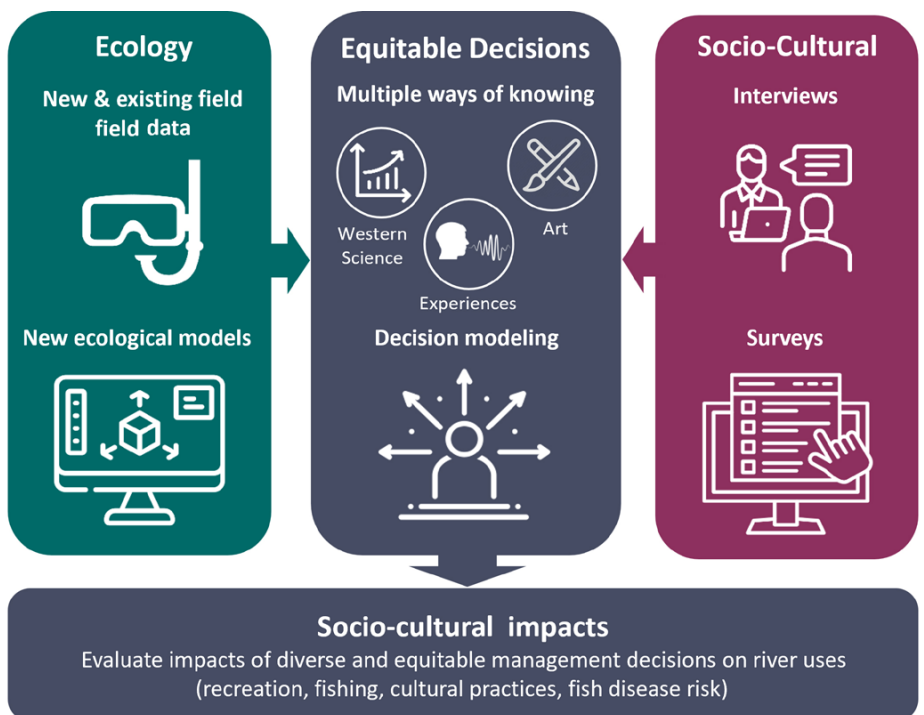 Ecology
New & existing field
field data
New ecological models
Equitable Decisions
Multiple ways of knowing
Western
Science
Art
Experiences
Decision modeling
Socio-Cultural
Interviews
Surveys
Socio-cultural impacts
Evaluate impacts of diverse and equitable management decisions on river uses
(recreation, fishing, cultural practices, fish disease risk)